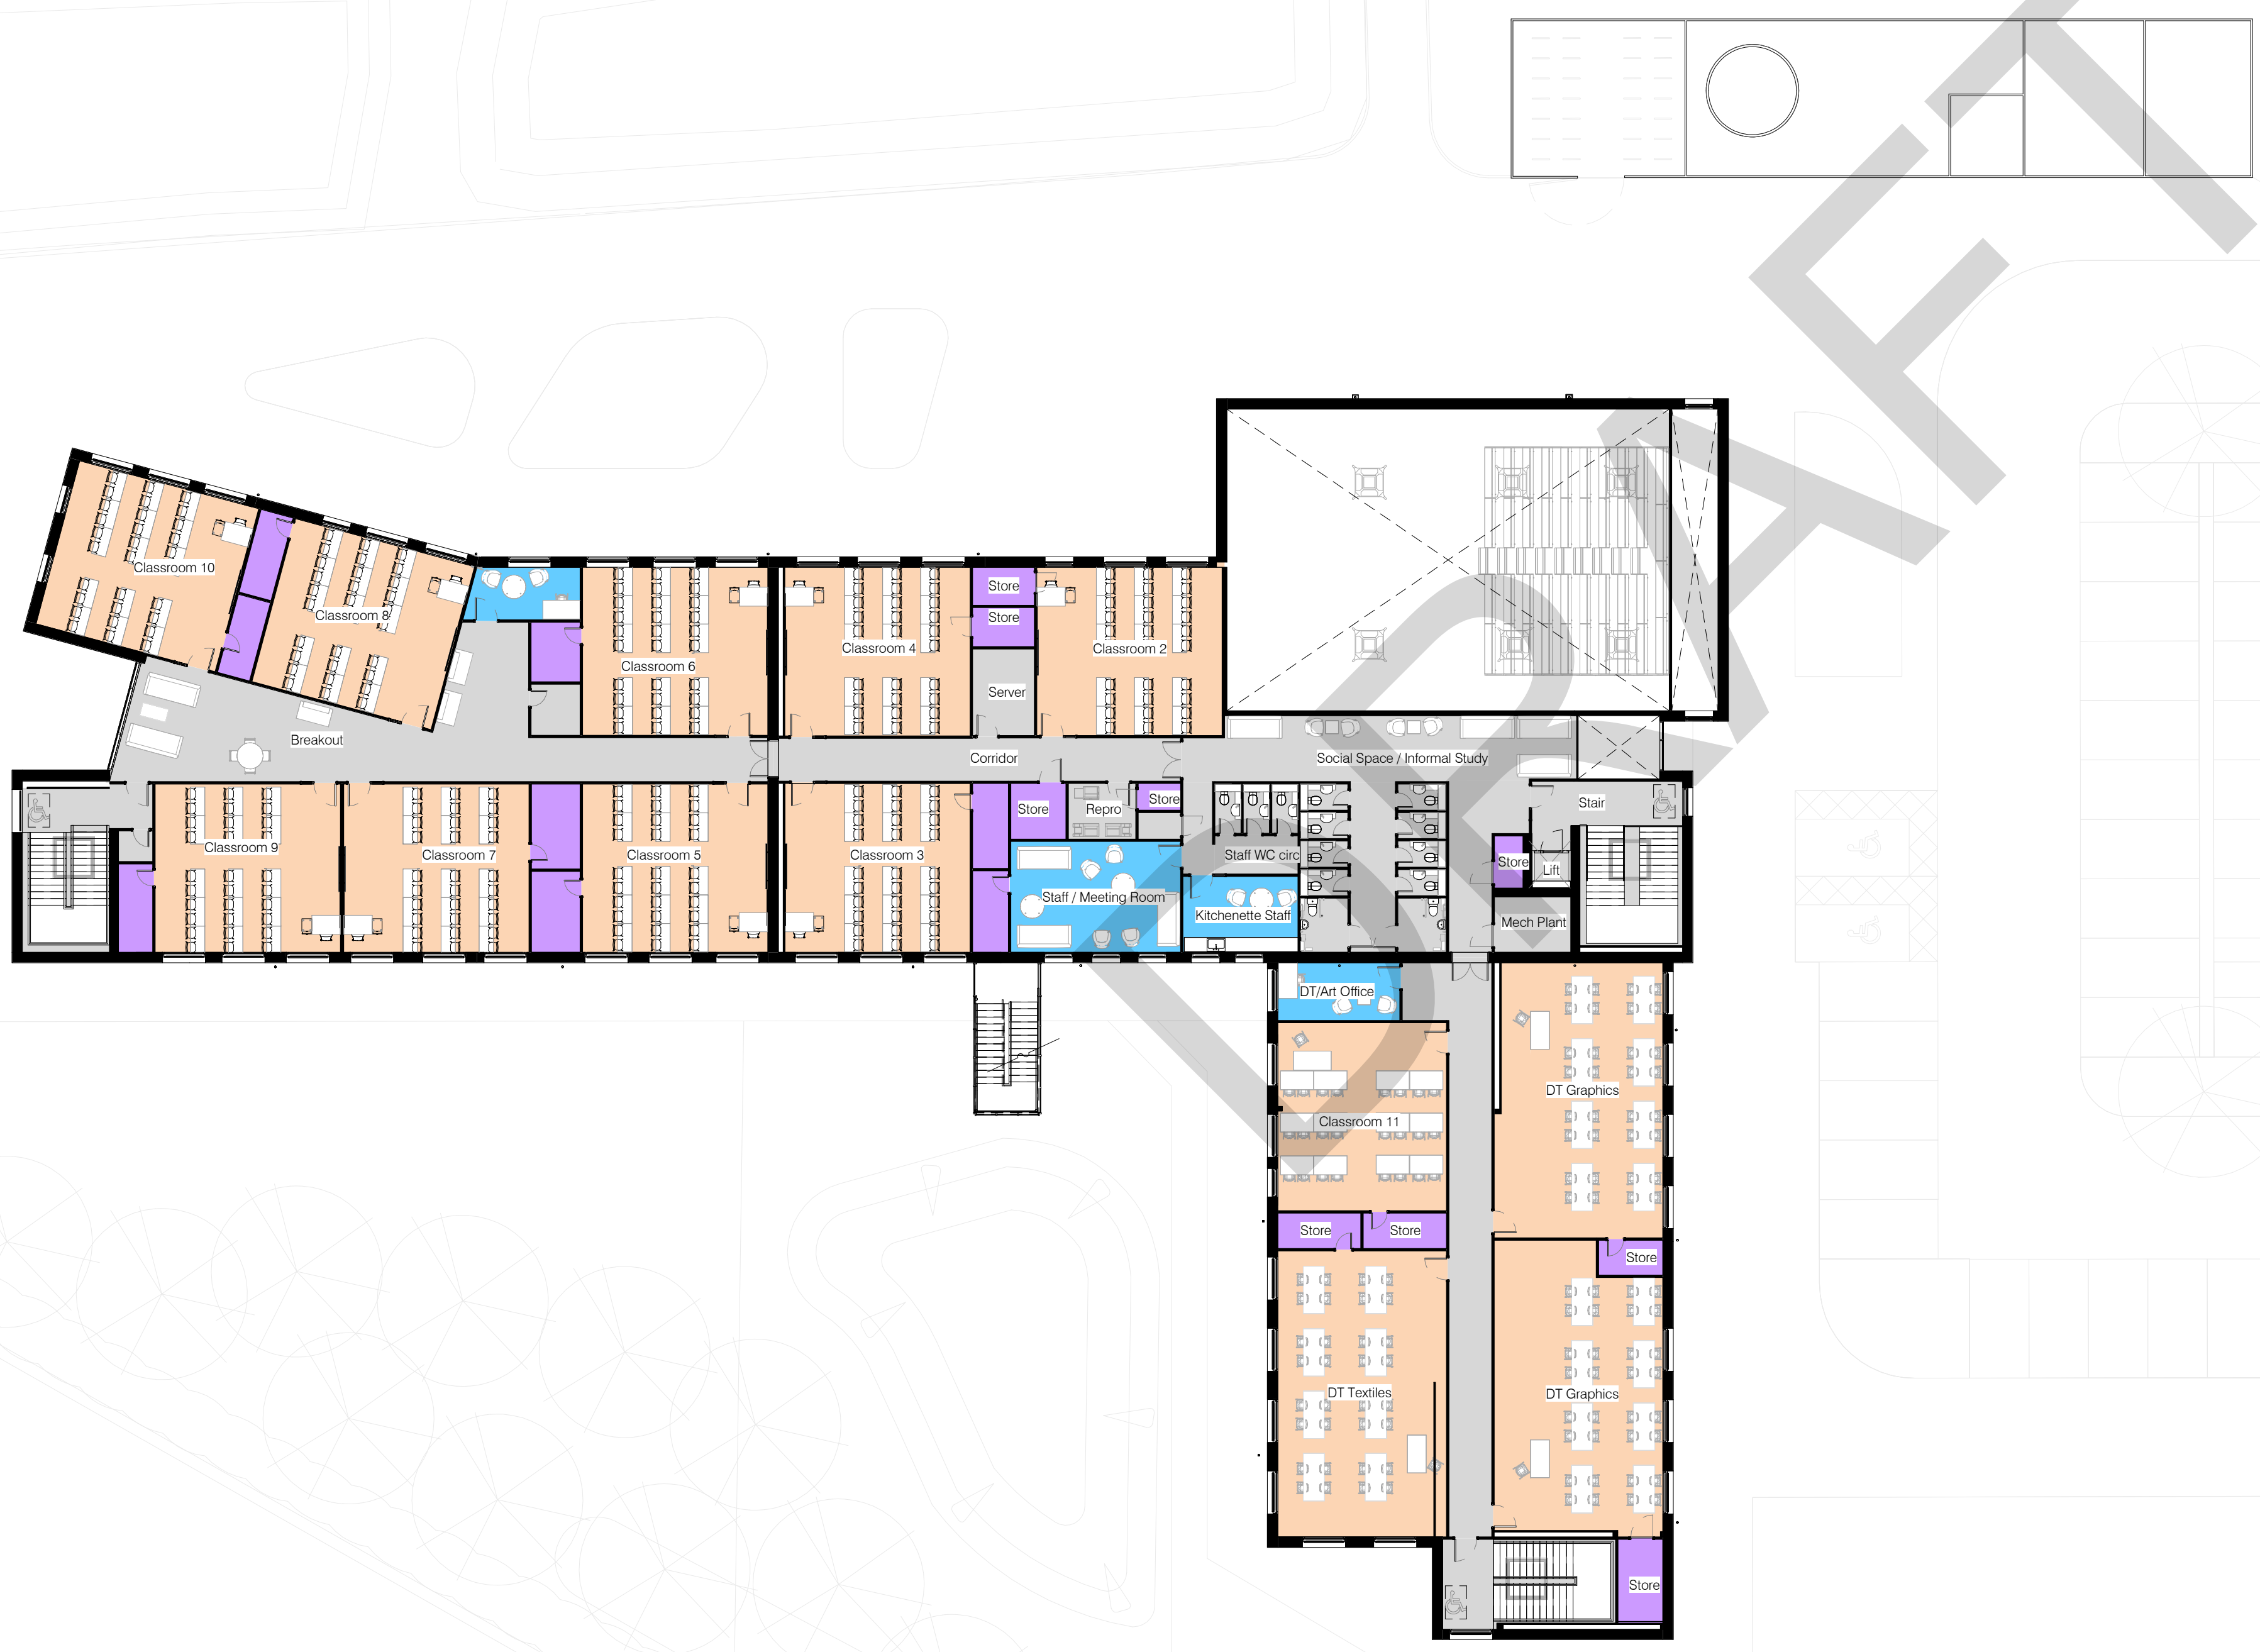 DRAFT
Classroom 10
Classroom 8
Classroom 6
Classroom 4
Store
Store
Classroom 2
Server
Breakout
Corridor
Social Space / Informal Study
Stair
Store
Repro
Store
Classroom 9
Classroom 7
Classroom 5
Classroom 3
Staff WC circ
Store
Lift
Staff / Meeting Room
Kitchenette Staff
Mech Plant
DT/Art Office
DT Graphics
Classroom 11
Store
Store
Store
DT Textiles
DT Graphics
Store